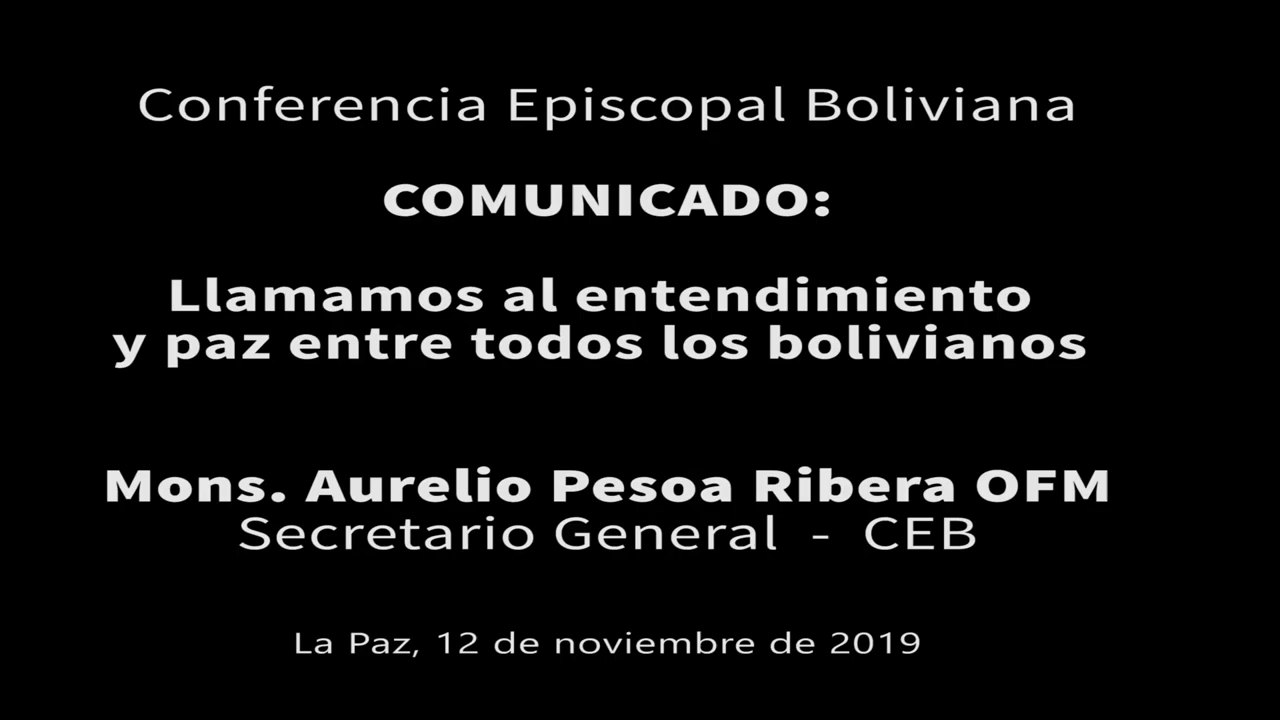 Conferencia Episcopal Boliviana
COMUNICADO:
Llamamos al entendimiento
y paz entre todos los bolivianos
Mons. Aurelio Pesoa Ribera OFM
Secretario General - CEB
La Paz, 12 de noviembre de 2019